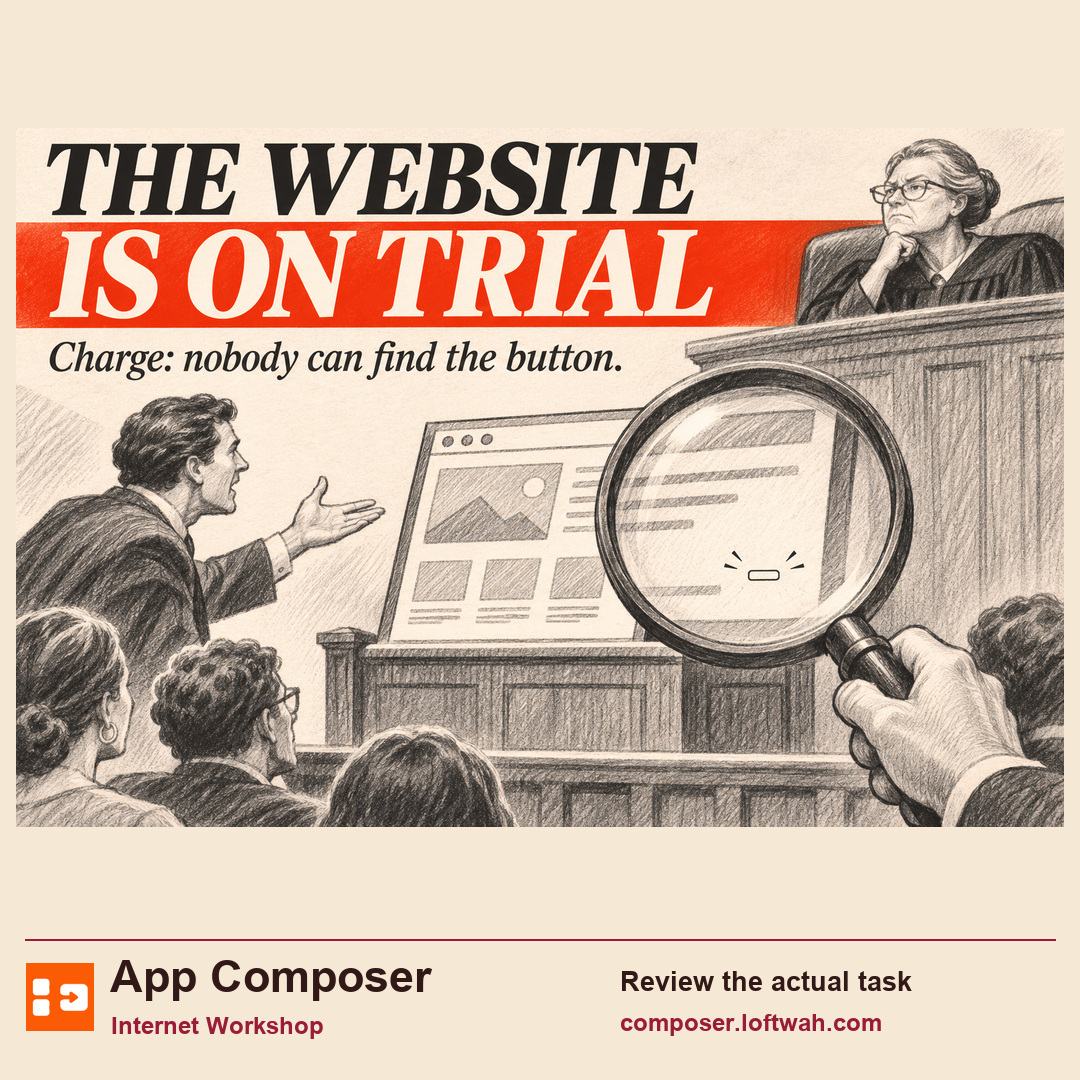 THE WEBSITE
IS ON TRIAL
Charge: nobody can find the button.
App Composer
Internet Workshop
Review the actual task
composer.loftwah.com